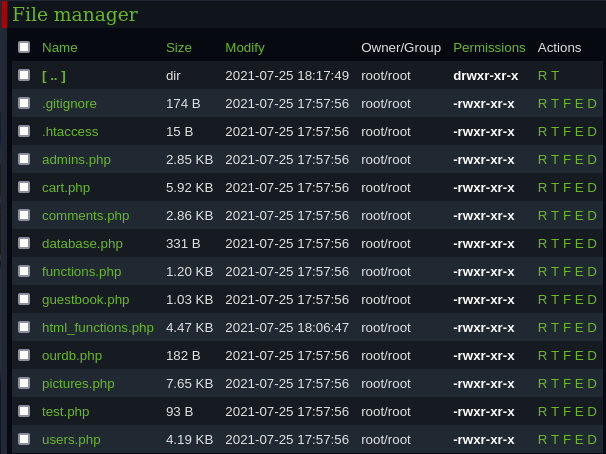 File manager
Name Size Modify Owner/Group Permissions Actions
[ .. ] dir 2021-07-25 18:17:49 root/root drwxr-xr-x R T
.gitignore 174 B 2021-07-25 17:57:56 root/root -rwxr-xr-x R T F E D
.htaccess 15 B 2021-07-25 17:57:56 root/root -rwxr-xr-x R T F E D
admins.php 2.85 KB 2021-07-25 17:57:56 root/root -rwxr-xr-x R T F E D
cart.php 5.92 KB 2021-07-25 17:57:56 root/root -rwxr-xr-x R T F E D
comments.php 2.86 KB 2021-07-25 17:57:56 root/root -rwxr-xr-x R T F E D
database.php 331 B 2021-07-25 17:57:56 root/root -rwxr-xr-x R T F E D
functions.php 1.20 KB 2021-07-25 17:57:56 root/root -rwxr-xr-x R T F E D
guestbook.php 1.03 KB 2021-07-25 17:57:56 root/root -rwxr-xr-x R T F E D
html_functions.php 4.47 KB 2021-07-25 18:06:47 root/root -rwxr-xr-x R T F E D
ourdb.php 182 B 2021-07-25 17:57:56 root/root -rwxr-xr-x R T F E D
pictures.php 7.65 KB 2021-07-25 17:57:56 root/root -rwxr-xr-x R T F E D
test.php 93 B 2021-07-25 17:57:56 root/root -rwxr-xr-x R T F E D
users.php 4.19 KB 2021-07-25 17:57:56 root/root -rwxr-xr-x R T F E D